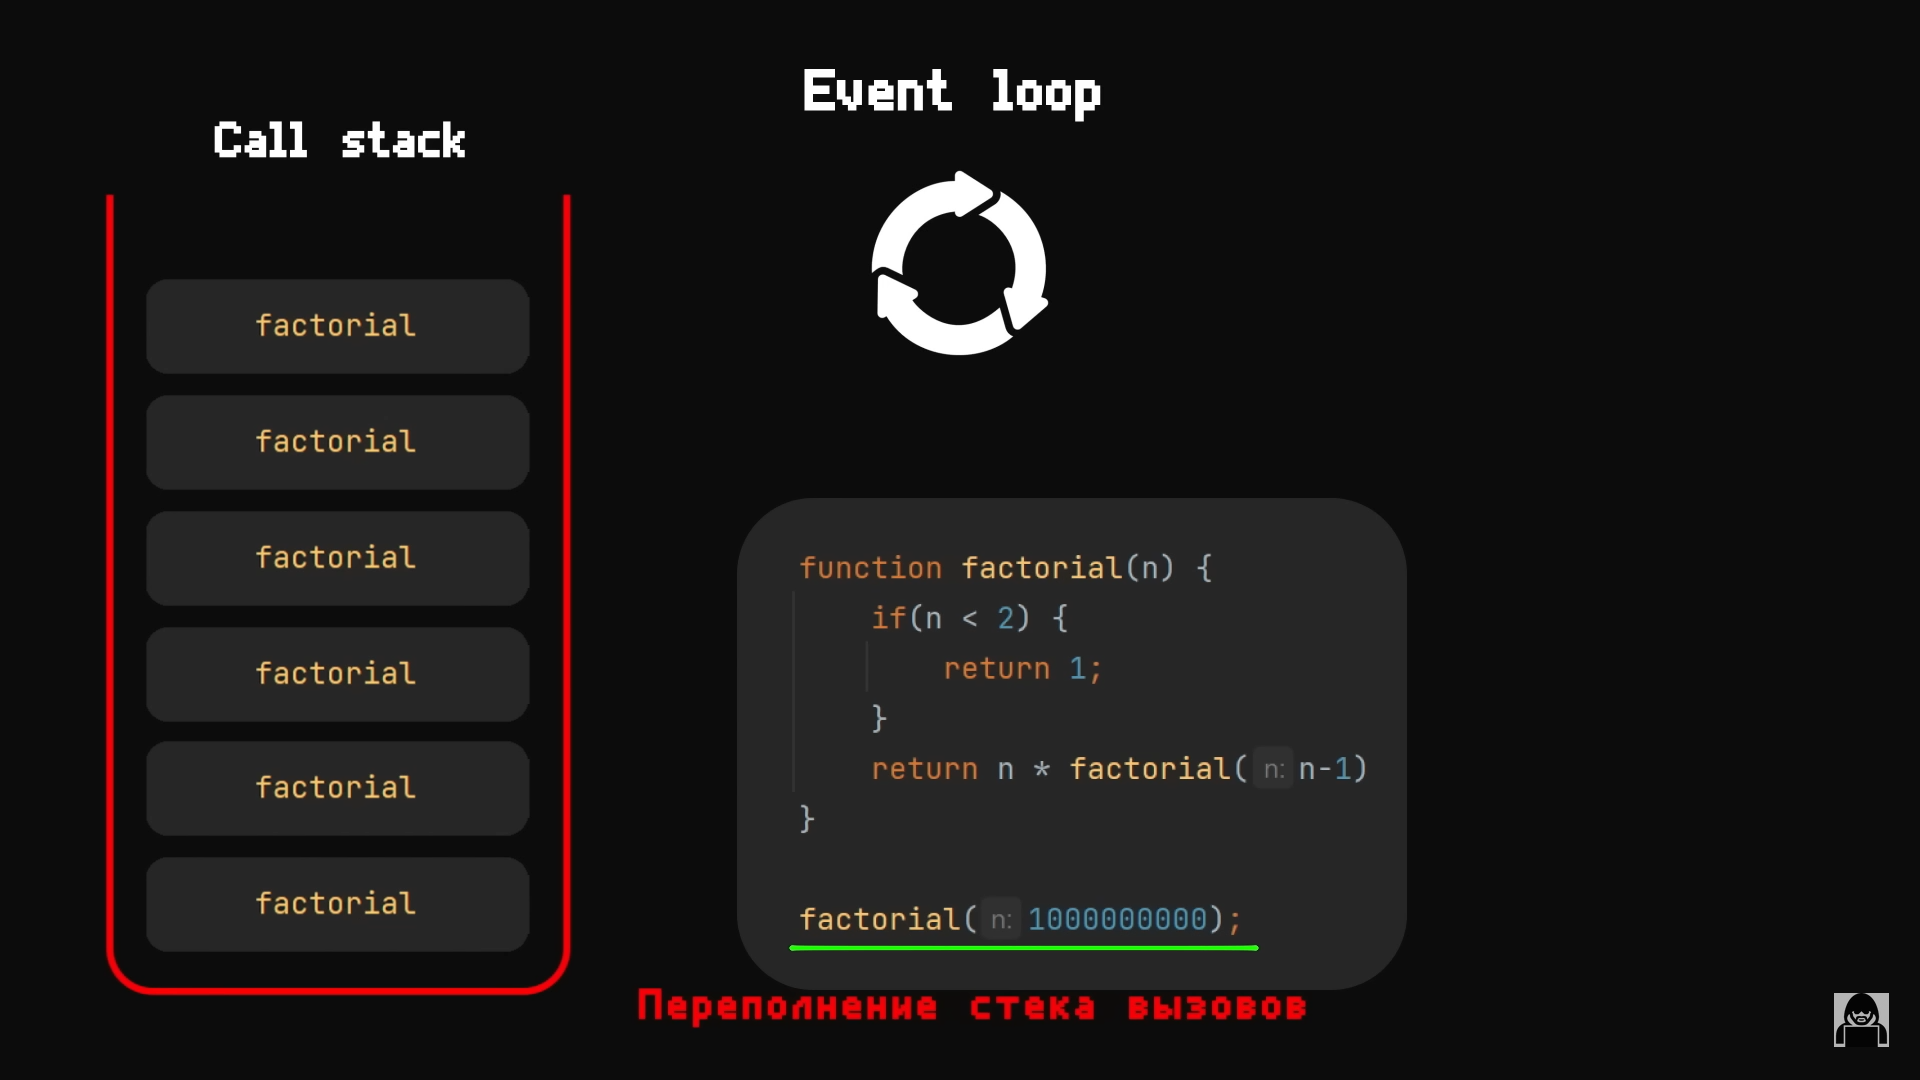 Event loop
Call stack
factorial
factorial
factorial
factorial
factorial
factorial
function factorial(n) {
if(n < 2) {
return 1;
}
return n * factorial( n: n-1)
}
factorial( n: 1000000000);
Переполнение стека вызовов